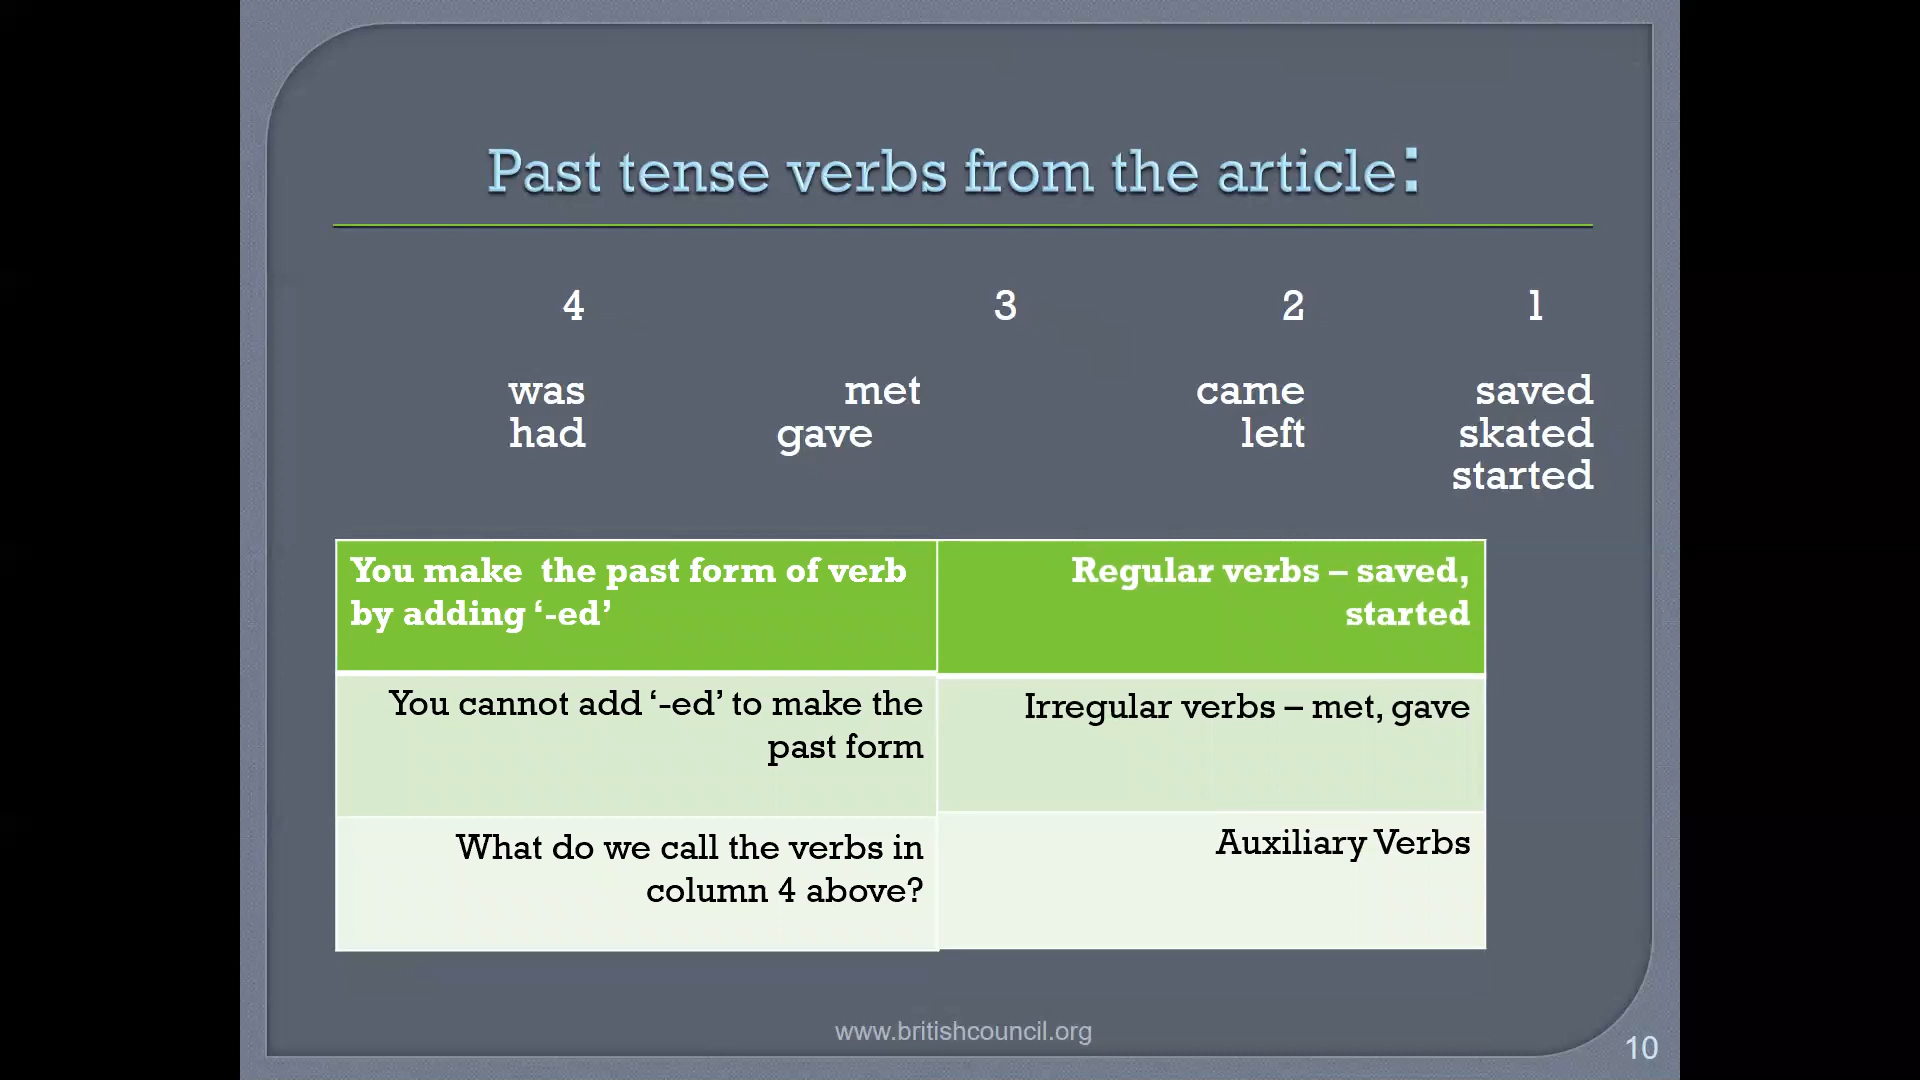 Past tense verbs from the article:
4 3 2 1
was met came saved
had gave left skated
started
You make the past form of verb
by adding ‘-ed’
Regular verbs – saved,
started
You cannot add ‘-ed’ to make the
past form
Irregular verbs – met, gave
What do we call the verbs in
column 4 above?
Auxiliary Verbs
www.britishcouncil.org
10